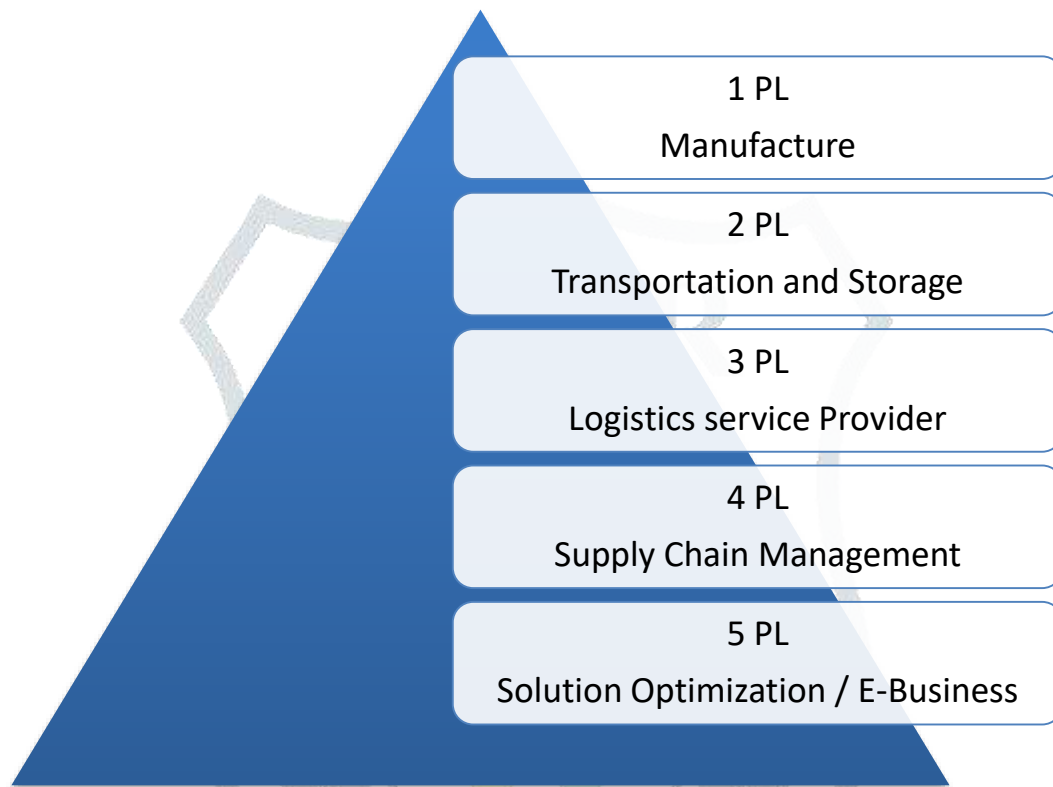 1 PL
Manufacture
2 PL
Transportation and Storage
3 PL
Logistics service Provider
4 PL
Supply Chain Management
5 PL
Solution Optimization / E-Business